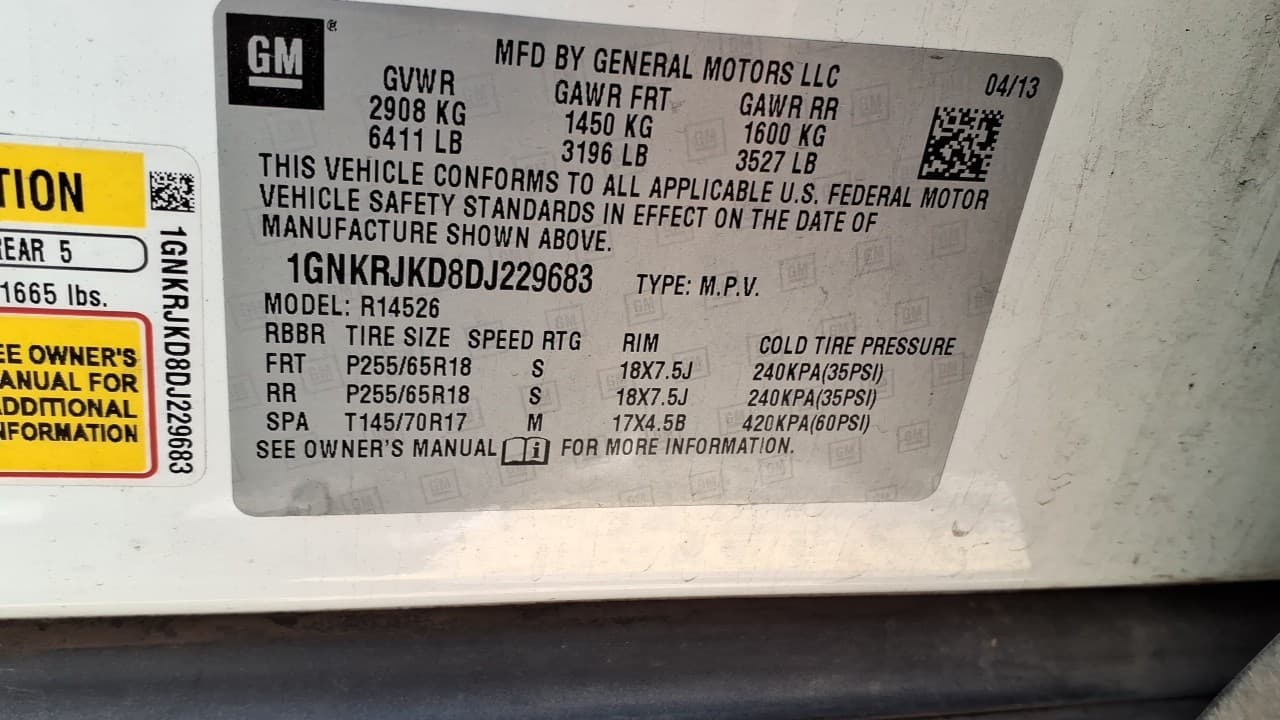 GM
MFD BY GENERAL MOTORS LLC
04/13
GVWR GAWR FRT GAWR RR
2908 KG 1450 KG 1600 KG
6411 LB 3196 LB 3527 LB
THIS VEHICLE CONFORMS TO ALL APPLICABLE U.S. FEDERAL MOTOR
VEHICLE SAFETY STANDARDS IN EFFECT ON THE DATE OF
MANUFACTURE SHOWN ABOVE.
1GNKRJKD8DJ229683 TYPE: M.P.V.
MODEL: R14526
RBBR TIRE SIZE SPEED RTG RIM COLD TIRE PRESSURE
FRT P255/65R18 S 18X7.5J 240KPA(35PSI)
RR P255/65R18 S 18X7.5J 240KPA(35PSI)
SPA T145/70R17 M 17X4.5B 420KPA(60PSI)
SEE OWNER'S MANUAL FOR MORE INFORMATION.
TION
EAR 5
1665 lbs.
EE OWNER'S
ANUAL FOR
DDITIONAL
FORMATION
1GNKRJKD8DJ229683